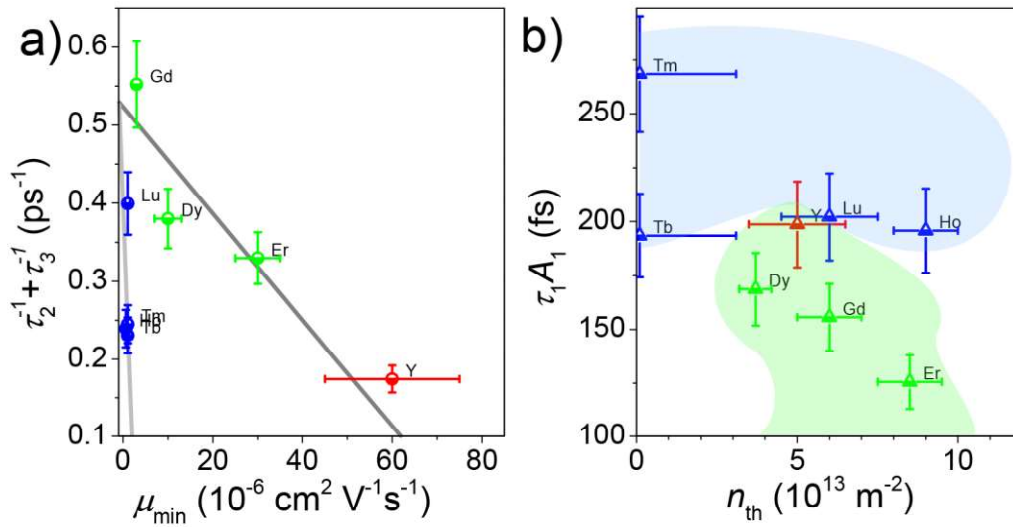 a)
0.6
0.5
0.4
0.3
0.2
0.1
τ₂⁻¹+τ₃⁻¹ (ps⁻¹)
Gd
Lu
Dy
Er
Tm
Tb
Y
0 20 40 60 80
μmin (10⁻⁶ cm² V⁻¹s⁻¹)
b)
250
200
150
100
τ₁A₁ (fs)
Tm
Tb
Y
Lu
Ho
Dy
Gd
Er
0 5 10
nth (10¹³ m⁻²)